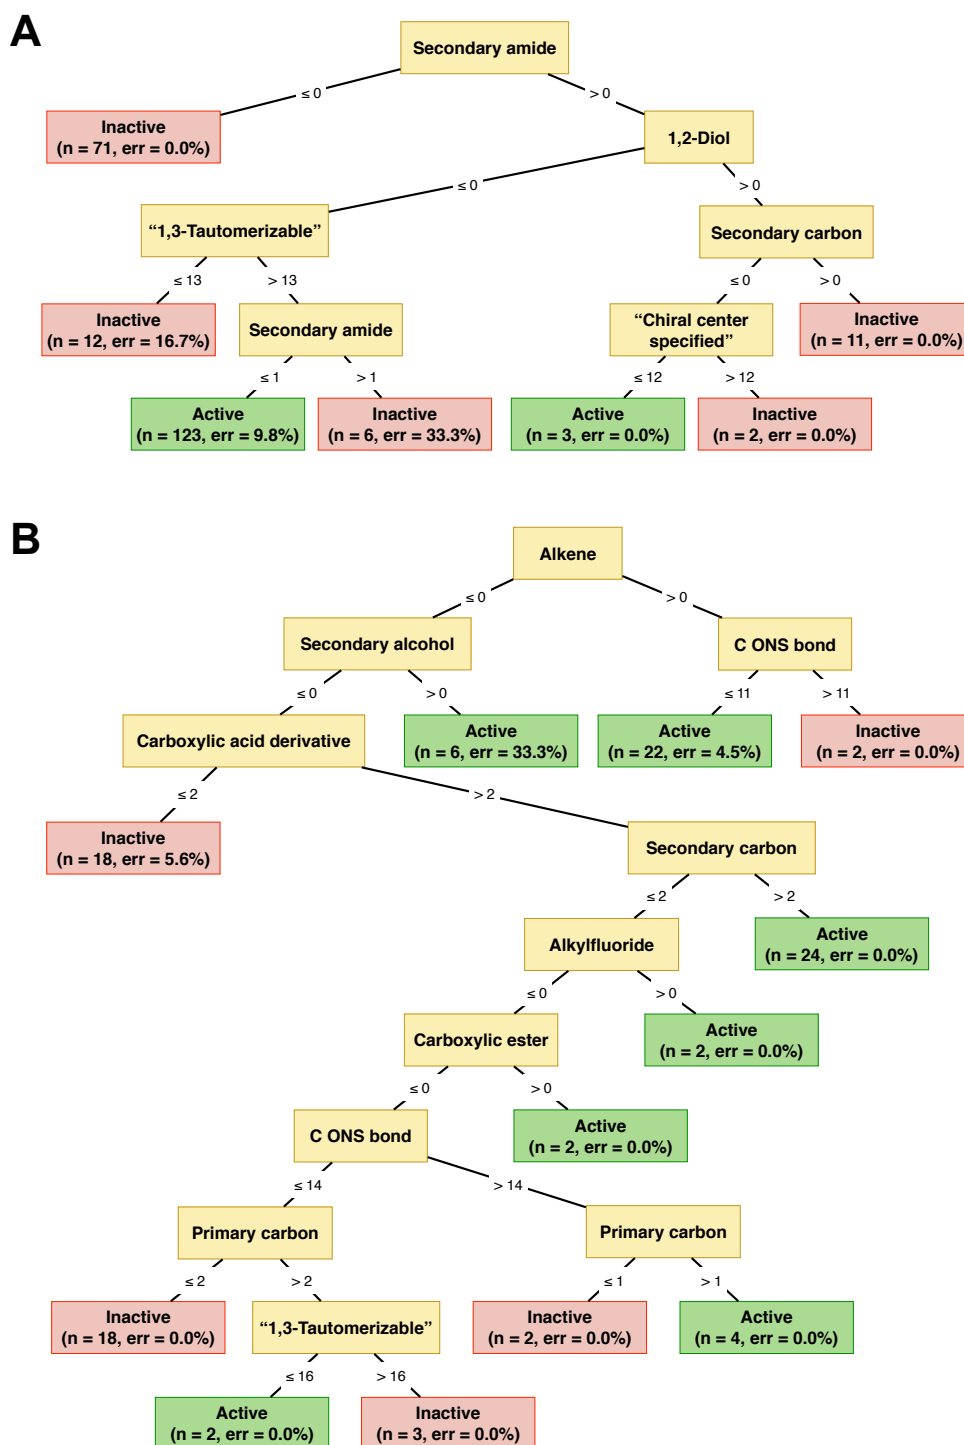 A
Secondary amide
≤ 0
> 0
Inactive
(n = 71, err = 0.0%)
1,2-Diol
≤ 0
> 0
“1,3-Tautomerizable”
Secondary carbon
≤ 13
> 13
≤ 0
> 0
Inactive
(n = 12, err = 16.7%)
Secondary amide
“Chiral center
specified”
Inactive
(n = 11, err = 0.0%)
≤ 1
> 1
≤ 12
> 12
Active
(n = 123, err = 9.8%)
Inactive
(n = 6, err = 33.3%)
Active
(n = 3, err = 0.0%)
Inactive
(n = 2, err = 0.0%)
B
Alkene
≤ 0
> 0
Secondary alcohol
C ONS bond
≤ 0
> 0
≤ 11
> 11
Carboxylic acid derivative
Active
(n = 6, err = 33.3%)
Active
(n = 22, err = 4.5%)
Inactive
(n = 2, err = 0.0%)
≤ 2
> 2
Inactive
(n = 18, err = 5.6%)
Secondary carbon
≤ 2
> 2
Alkylfluoride
Active
(n = 24, err = 0.0%)
≤ 0
> 0
Carboxylic ester
Active
(n = 2, err = 0.0%)
≤ 0
> 0
C ONS bond
Active
(n = 2, err = 0.0%)
≤ 14
> 14
Primary carbon
Primary carbon
≤ 2
> 2
≤ 1
> 1
Inactive
(n = 18, err = 0.0%)
“1,3-Tautomerizable”
Inactive
(n = 2, err = 0.0%)
Active
(n = 4, err = 0.0%)
≤ 16
> 16
Active
(n = 2, err = 0.0%)
Inactive
(n = 3, err = 0.0%)